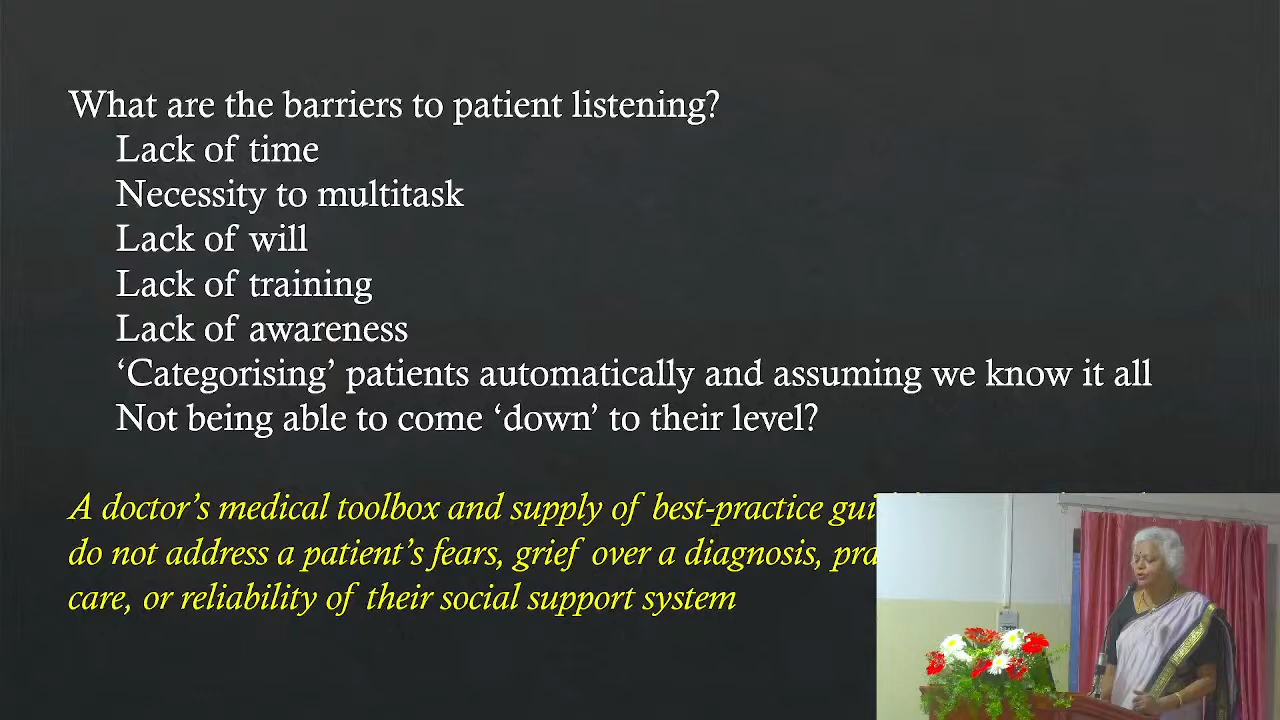 What are the barriers to patient listening?
Lack of time
Necessity to multitask
Lack of will
Lack of training
Lack of awareness
‘Categorising’ patients automatically and assuming we know it all
Not being able to come ‘down’ to their level?
A doctor’s medical toolbox and supply of best-practice
do not address a patient’s fears, grief over a diagnosis,
care, or reliability of their social support system